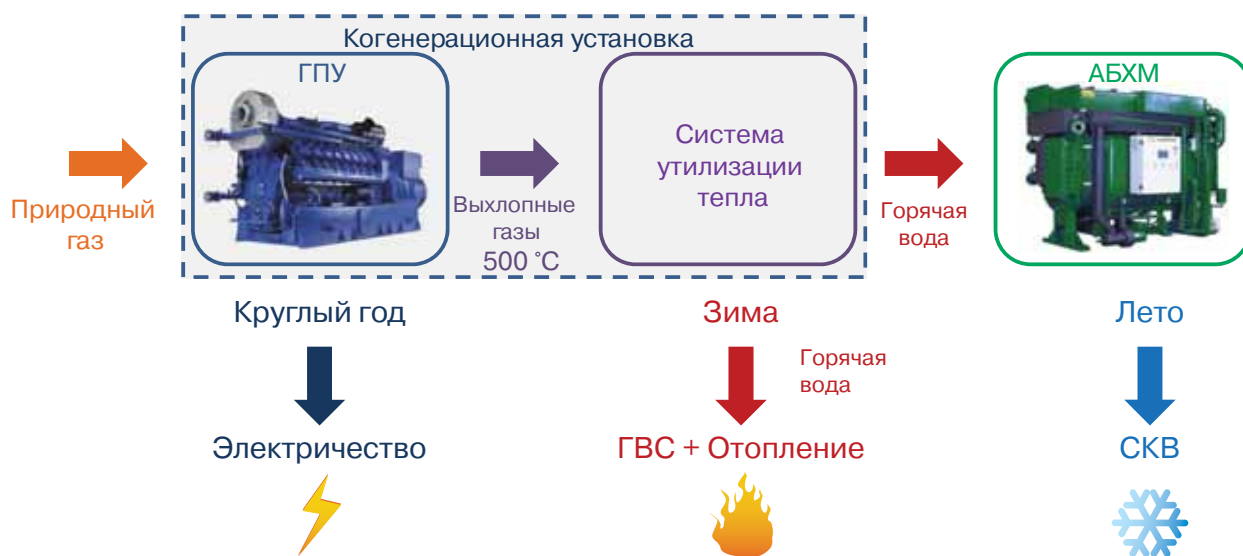 Когенерационная установка
ГПУ
АБХМ
Природный
газ
Выхлопные
газы
500 °C
Система
утилизации
тепла
Горячая
вода
Круглый год
Зима
Лето
Горячая
вода
Электричество
ГВС + Отопление
СКВ